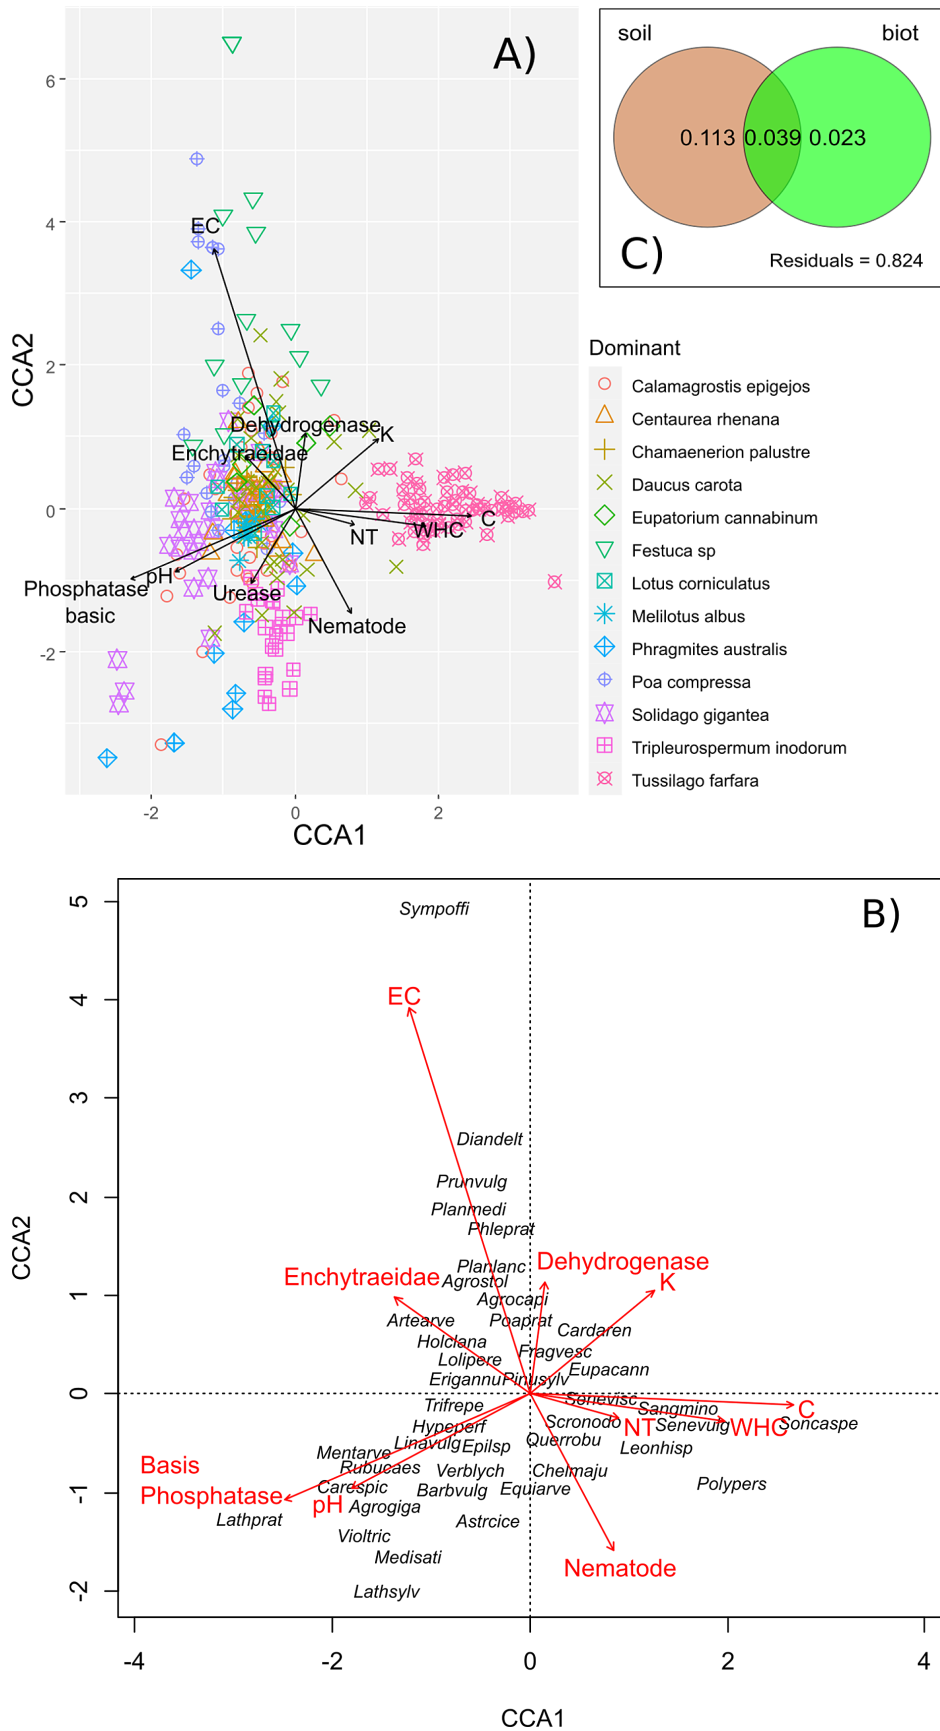 A)
6
4
2
0
-2
CCA2
EC
Dehydrogenase
K
Enchytraeidae
C
WHC
NT
pH
Phosphatase
basic
Urease
Nematode
-2
0
2
CCA1
soil
biot
0.113
0.039
0.023
C)
Residuals = 0.824
Dominant
Calamagrostis epigejos
Centaurea rhenana
Chamaenerion palustre
Daucus carota
Eupatorium cannabinum
Festuca sp
Lotus corniculatus
Melilotus albus
Phragmites australis
Poa compressa
Solidago gigantea
Tripleurospermum inodorum
Tussilago farfara
B)
5
4
3
2
1
0
-1
-2
CCA2
Sympoffi
EC
Diandelt
Prunvulg
Planmedi
Phleprat
Planlanc
Dehydrogenase
Enchytraeidae
Agrostol
K
Agrocapi
Artearve
Poaprat
Cardaren
Holclana
Fragvesc
Lolipere
Eupacann
Erigannu
Pinusylv
Senevisc
Trifrepe
Sangmino
C
Hypeperf
Scronodo
NT
Senevulg
WHC
Soncaspe
Linavulg
Epilsp
Querrobu
Leonhisp
Mentarve
Basis
Phosphatase
Rubucaes
Verblych
Chelmaju
Carespic
Barbvulg
Equiarve
Polypers
pH
Agrogiga
Lathprat
Astrcice
Violtric
Medisati
Nematode
Lathsylv
-4
-2
0
2
4
CCA1